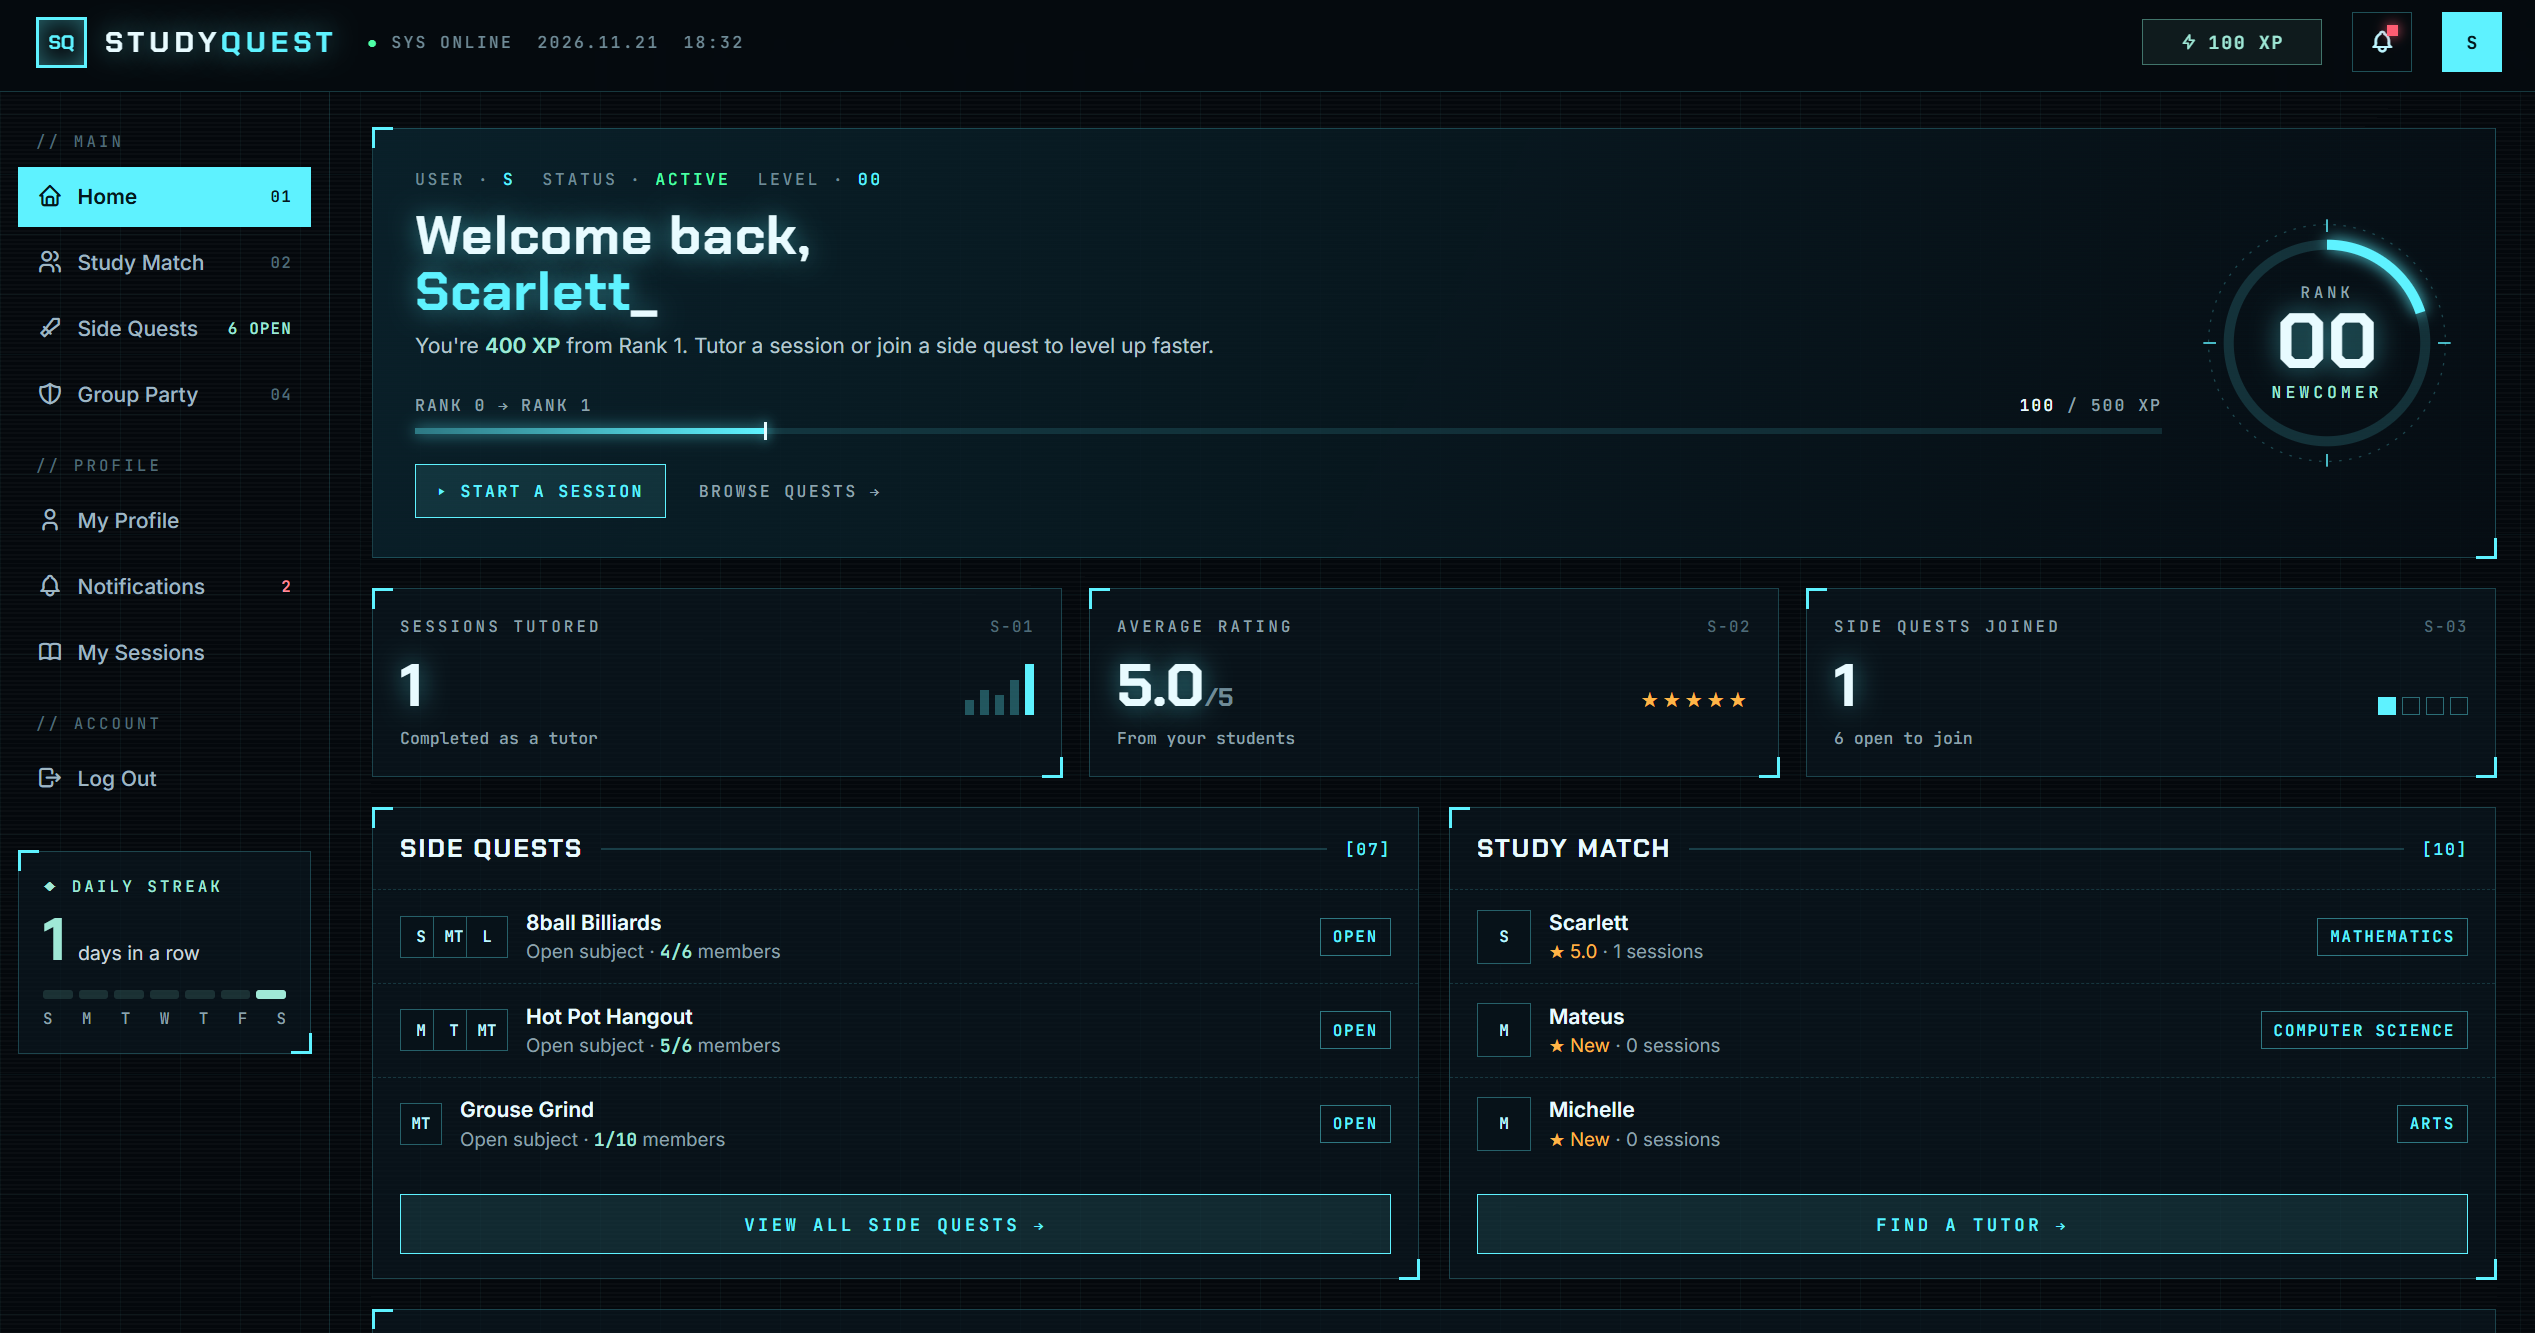 SQ STUDYQUEST SYS ONLINE 2026.11.21 18:32 100 XP S
// MAIN
Home 01
Study Match 02
Side Quests 6 OPEN
Group Party 04
// PROFILE
My Profile
Notifications 2
My Sessions
// ACCOUNT
Log Out
◆ DAILY STREAK
1 days in a row
S M T W T F S
USER · S STATUS · ACTIVE LEVEL · 00
Welcome back,
Scarlett_
You're 400 XP from Rank 1. Tutor a session or join a side quest to level up faster.
RANK 0 → RANK 1 100 / 500 XP
▸ START A SESSION BROWSE QUESTS →
RANK
00
NEWCOMER
SESSIONS TUTORED S-01
1
Completed as a tutor
AVERAGE RATING S-02
5.0/5 ★★★★★
From your students
SIDE QUESTS JOINED S-03
1
6 open to join
SIDE QUESTS [07]
S MT L 8ball Billiards OPEN
Open subject · 4/6 members
M T MT Hot Pot Hangout OPEN
Open subject · 5/6 members
MT Grouse Grind OPEN
Open subject · 1/10 members
VIEW ALL SIDE QUESTS →
STUDY MATCH [10]
S Scarlett MATHEMATICS
★ 5.0 · 1 sessions
M Mateus COMPUTER SCIENCE
★ New · 0 sessions
M Michelle ARTS
★ New · 0 sessions
FIND A TUTOR →